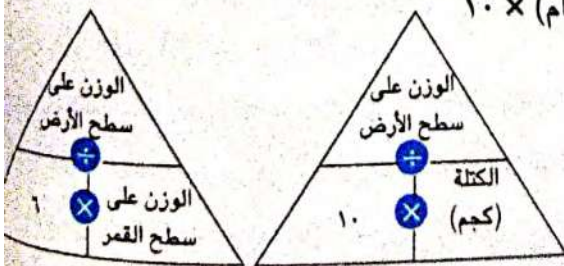 ام) × ١٠
الوزن على
سطح الأرض
÷
الكتلة
(كجم)
×
١٠
الوزن على
سطح الأرض
÷
الوزن على
سطح القمر
×
٦